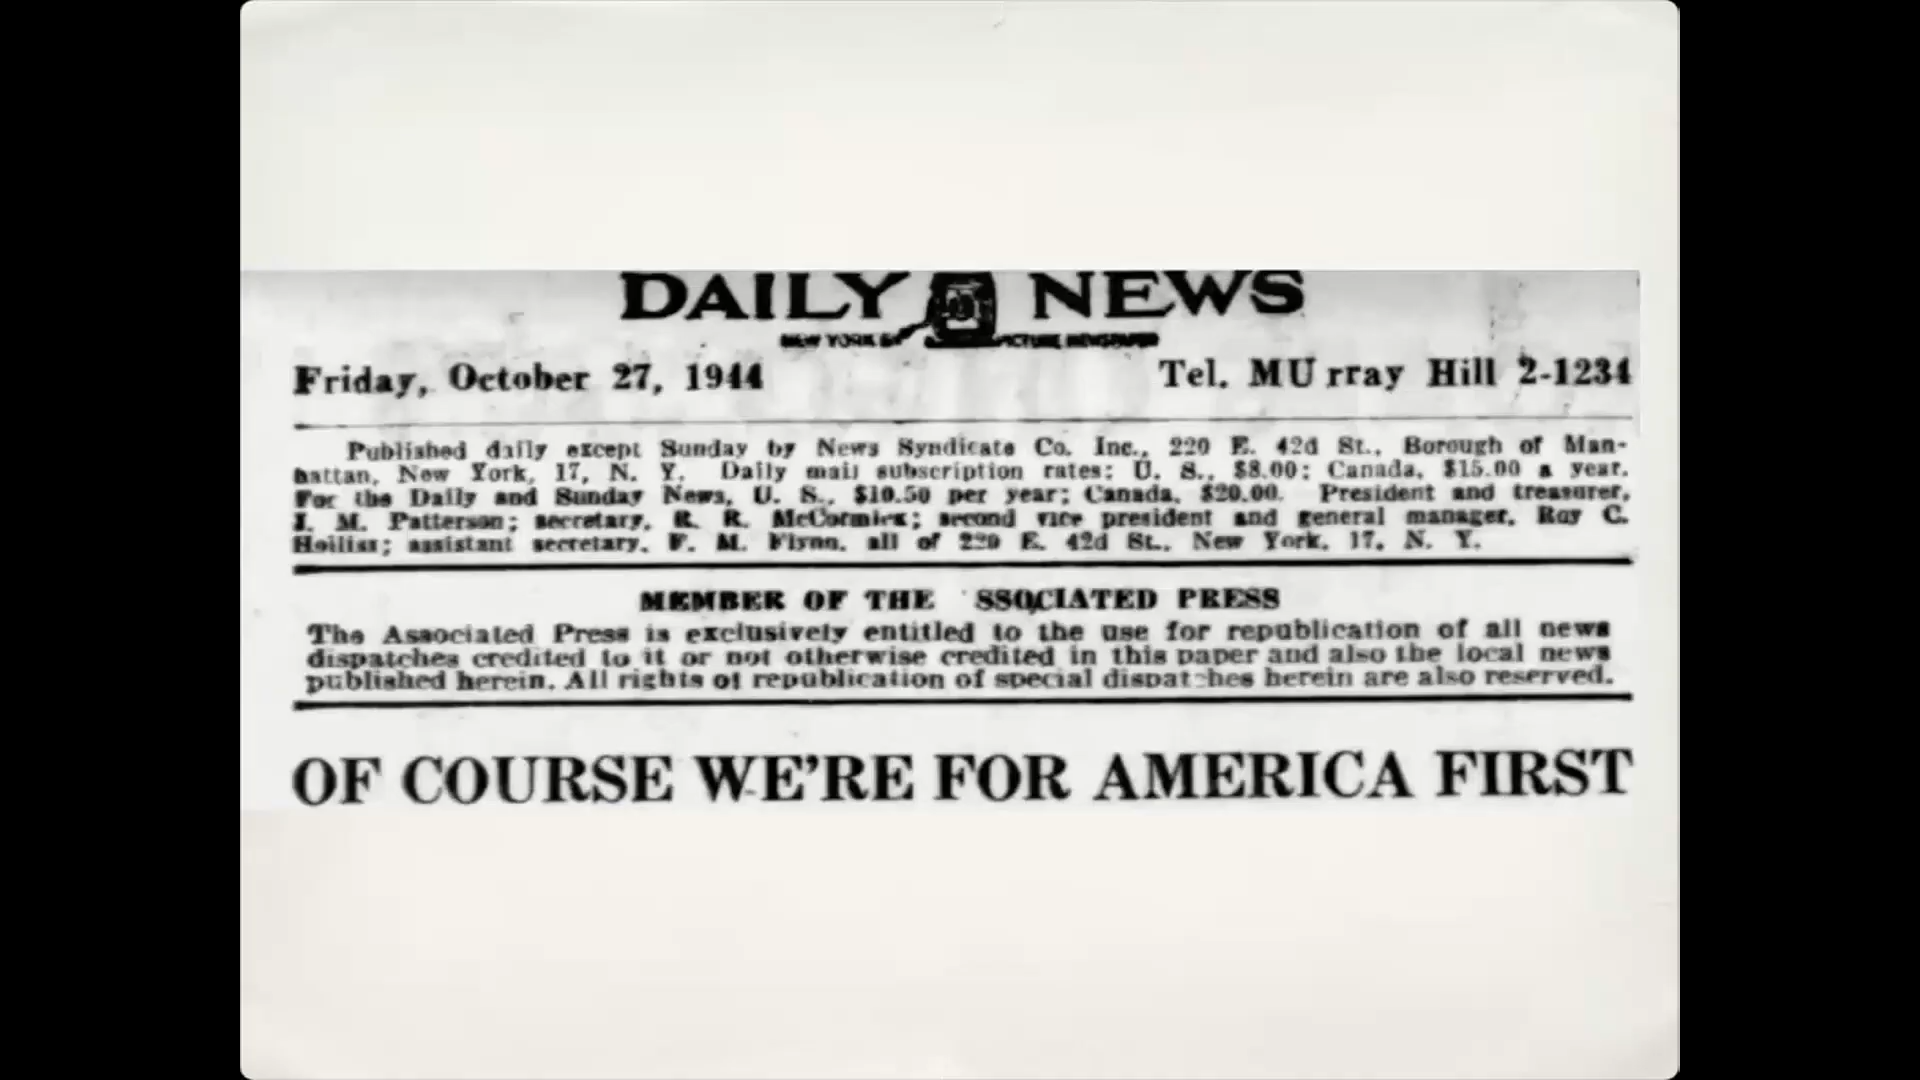 DAILY NEWS
NEW YORK'S PICTURE NEWSPAPER
Friday, October 27, 1944
Tel. MUrray Hill 2-1234
Published daily except Sunday by News Syndicate Co. Inc., 220 E. 42d St., Borough of Man-
hattan, New York, 17, N. Y. Daily mail subscription rates: U. S., $8.00; Canada, $15.00 a year.
For the Daily and Sunday News, U. S., $10.50 per year; Canada, $20.00. President and treasurer,
J. M. Patterson; secretary, R. R. McCormick; second vice president and general manager, Roy C.
Holliss; assistant secretary, F. M. Flynn, all of 220 E. 42d St., New York, 17, N. Y.
MEMBER OF THE SSOCIATED PRESS
The Associated Press is exclusively entitled to the use for republication of all news
dispatches credited to it or not otherwise credited in this paper and also the local news
published herein. All rights of republication of special dispatches herein are also reserved.
OF COURSE WE'RE FOR AMERICA FIRST